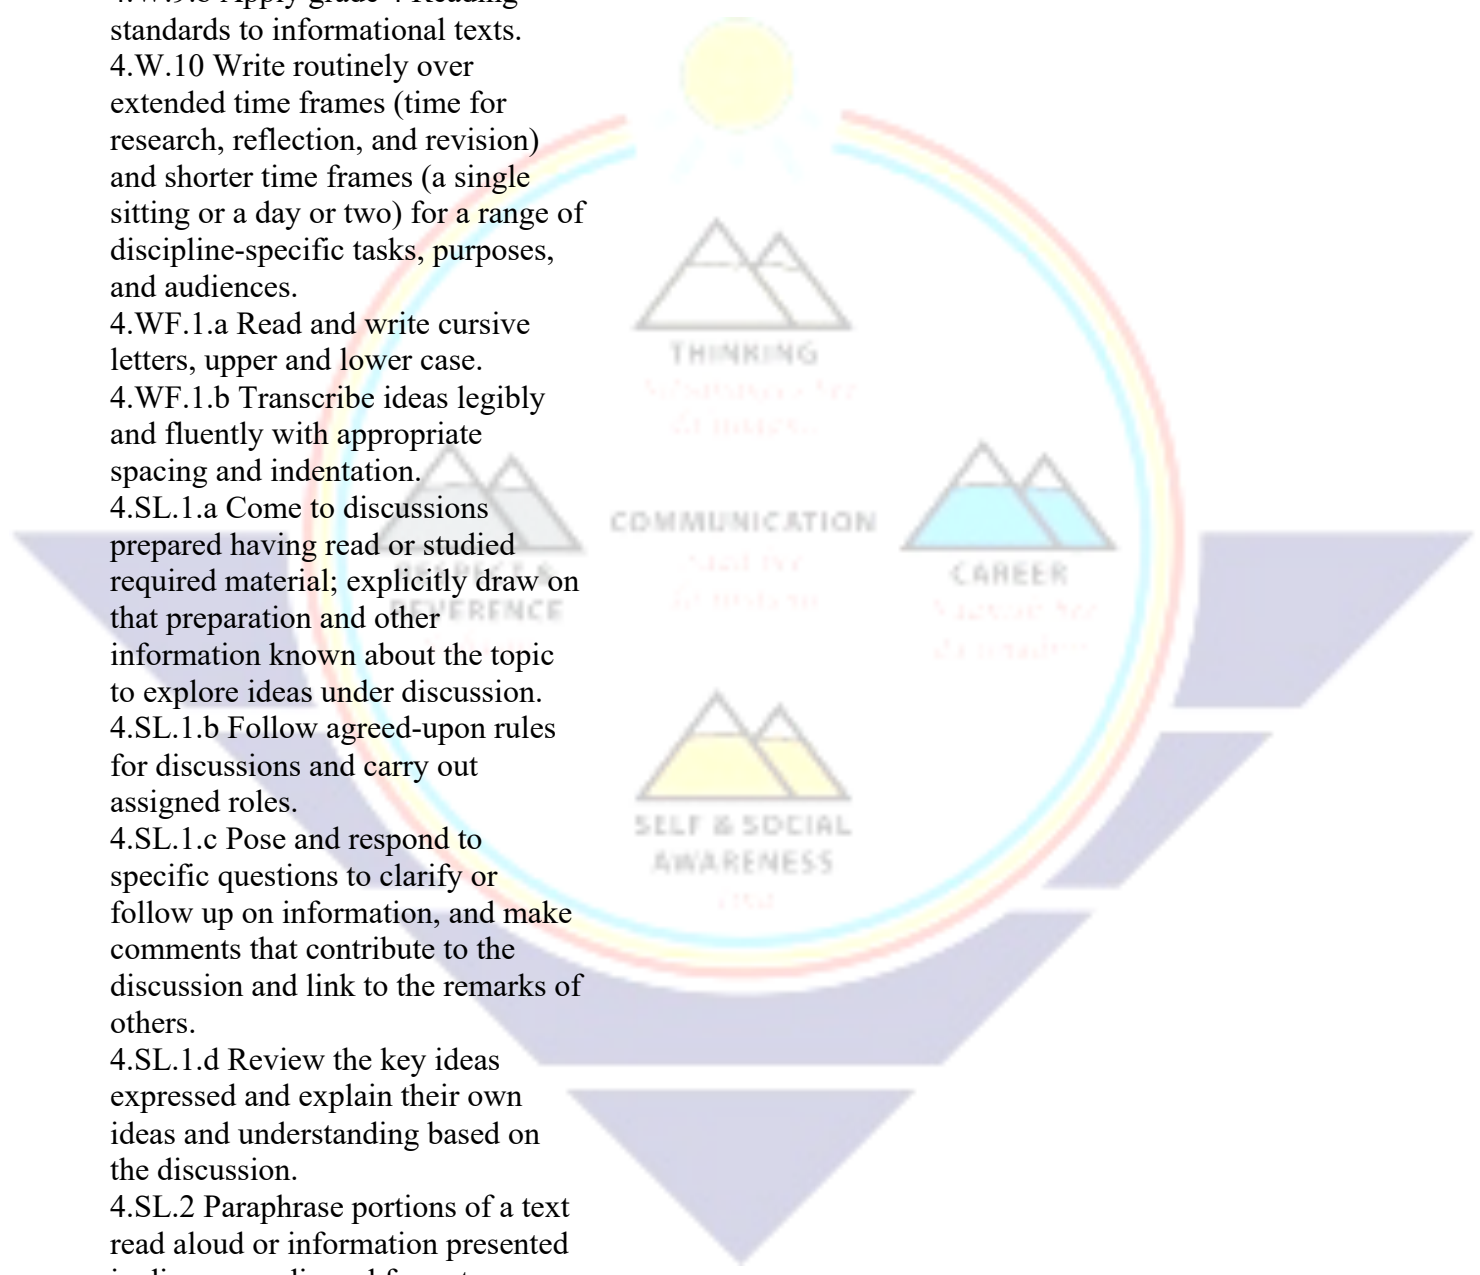 standards to informational texts.
4.W.10 Write routinely over
extended time frames (time for
research, reflection, and revision)
and shorter time frames (a single
sitting or a day or two) for a range of
discipline-specific tasks, purposes,
and audiences.
4.WF.1.a Read and write cursive
letters, upper and lower case.
4.WF.1.b Transcribe ideas legibly
and fluently with appropriate
spacing and indentation.
4.SL.1.a Come to discussions
prepared having read or studied
required material; explicitly draw on
that preparation and other
information known about the topic
to explore ideas under discussion.
4.SL.1.b Follow agreed-upon rules
for discussions and carry out
assigned roles.
4.SL.1.c Pose and respond to
specific questions to clarify or
follow up on information, and make
comments that contribute to the
discussion and link to the remarks of
others.
4.SL.1.d Review the key ideas
expressed and explain their own
ideas and understanding based on
the discussion.
4.SL.2 Paraphrase portions of a text
read aloud or information presented
THINKING
RESPECT &
REVERENCE
COMMUNICATION
CAREER
SELF & SOCIAL
AWARENESS